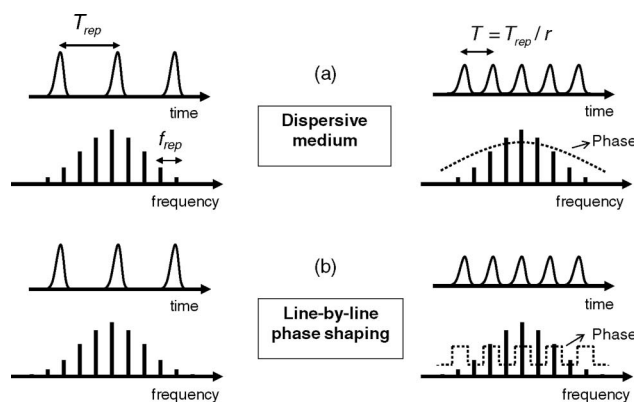 T_rep
T = T_rep / r
(a)
time
time
Dispersive
medium
f_rep
Phase
frequency
frequency
(b)
time
time
Line-by-line
phase shaping
Phase
frequency
frequency